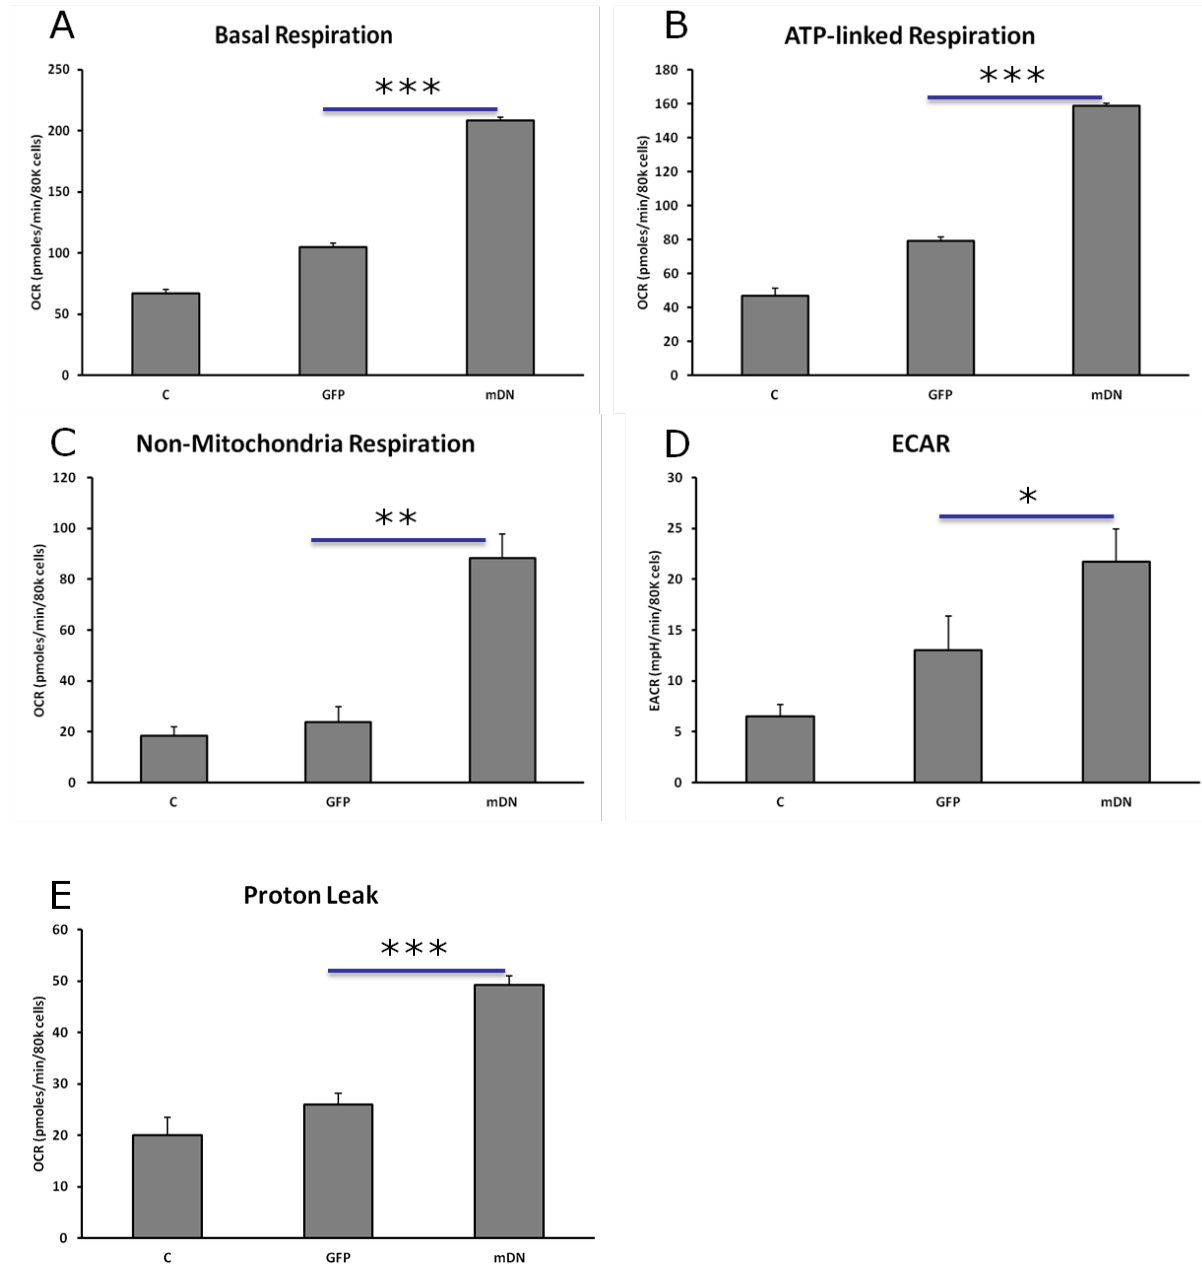 A
Basal Respiration
250
200
150
100
50
0
OCR (pmoles/min/80K cells)
***
C GFP mDN
B
ATP-linked Respiration
180
160
140
120
100
80
60
40
20
0
OCR (pmoles/min/80k cells)
***
C GFP mDN
C
Non-Mitochondria Respiration
120
100
80
60
40
20
0
OCR (pmoles/min/80k cells)
**
C GFP mDN
D
ECAR
30
25
20
15
10
5
0
EACR (mpH/min/80K cels)
*
C GFP mDN
E
Proton Leak
60
50
40
30
20
10
0
OCR (pmoles/min/80k cells)
***
C GFP mDN